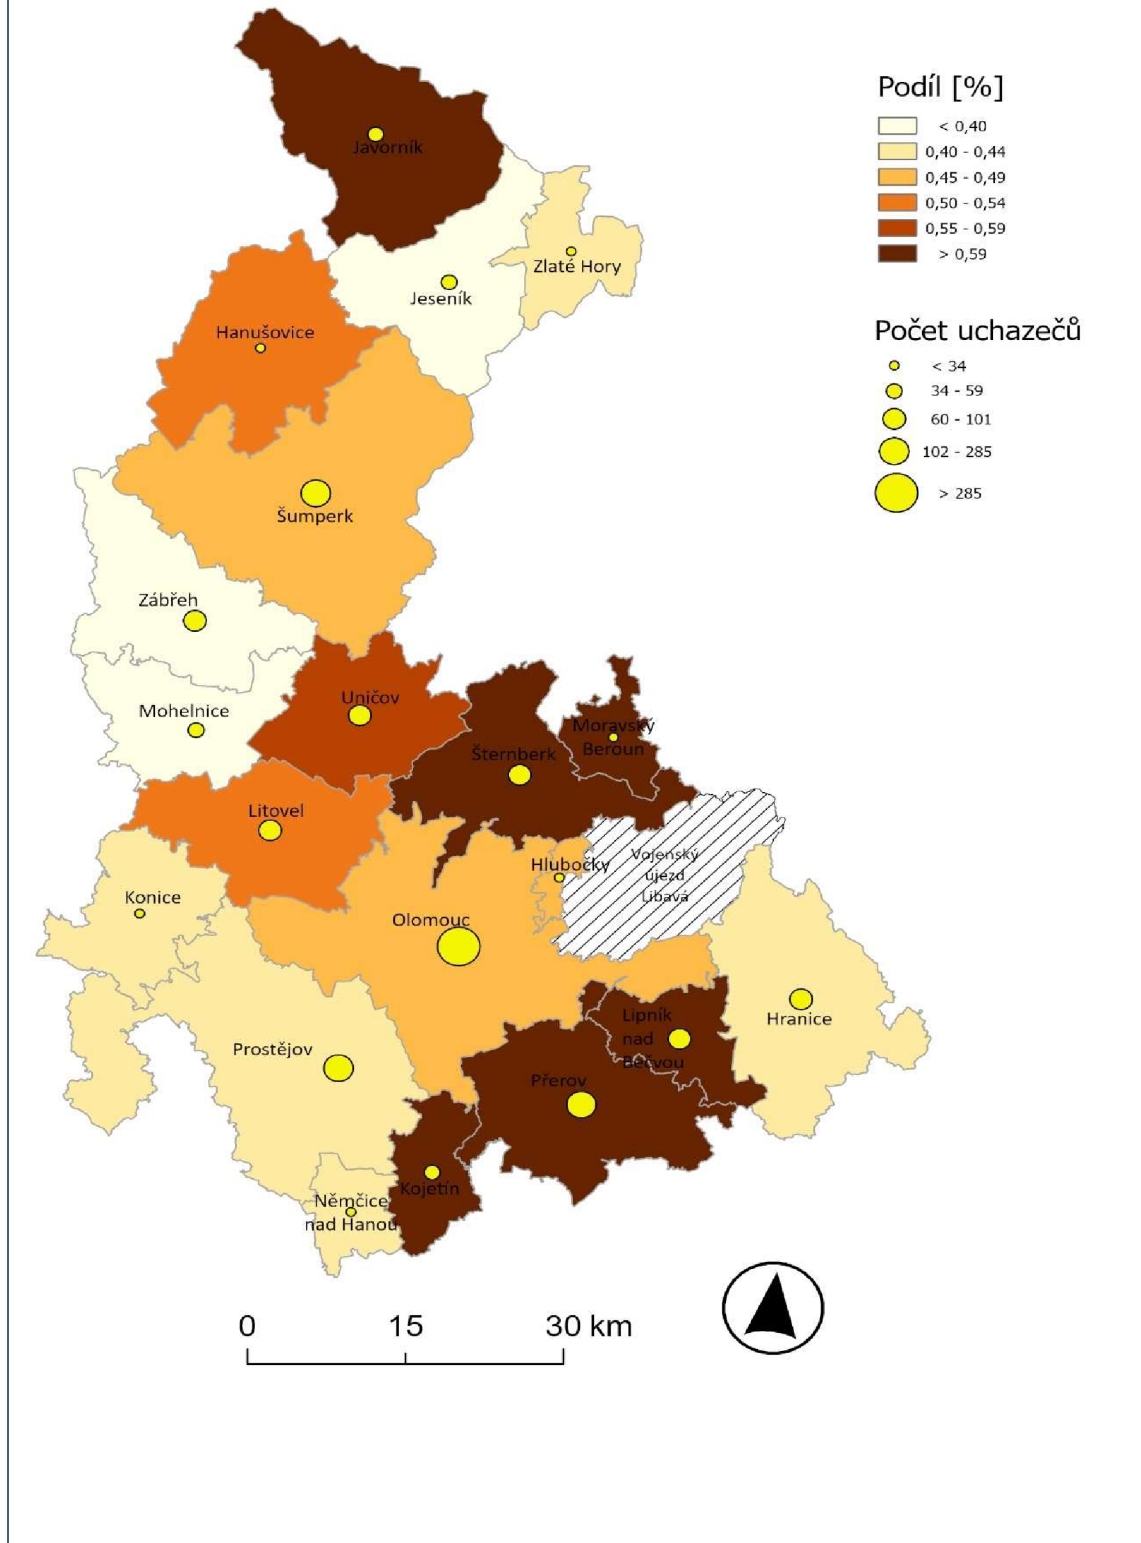 Podíl [%]
< 0,40
0,40 - 0,44
0,45 - 0,49
0,50 - 0,54
0,55 - 0,59
> 0,59
Počet uchazečů
< 34
34 - 59
60 - 101
102 - 285
> 285
Javorník
Zlaté Hory
Jeseník
Hanušovice
Šumperk
Zábřeh
Mohelnice
Uničov
Moravský
Beroun
Šternberk
Litovel
Hlubočky
Vojenský
újezd
Libavá
Konice
Olomouc
Hranice
Lipník
nad
Bečvou
Prostějov
Přerov
Kojetín
Němčice
nad Hanou
0 15 30 km